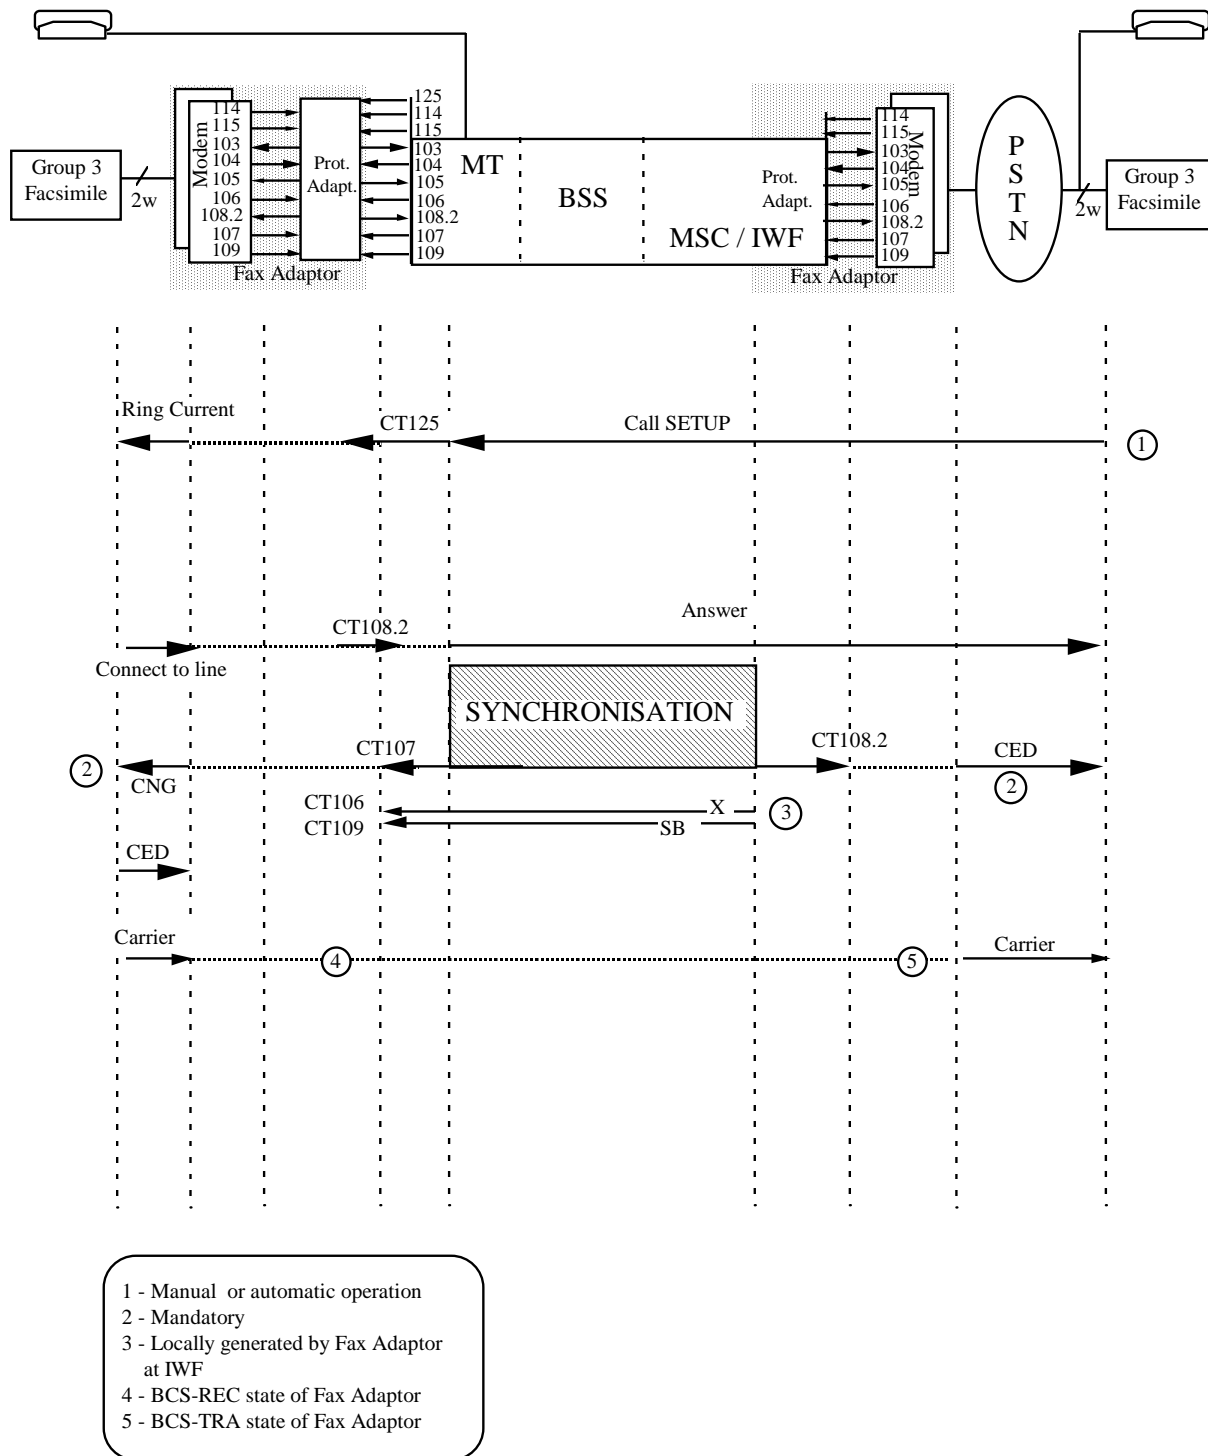 Group 3
Facsimile
2w
Modem
114
115
103
104
105
106
108.2
107
109
Prot.
Adapt.
Fax Adaptor
125
114
115
103
104
105
106
108.2
107
109
MT
BSS
MSC / IWF
Prot.
Adapt.
Fax Adaptor
114
115
103
104
105
106
108.2
107
109
Modem
P
S
T
N
2w
Group 3
Facsimile
Ring Current
CT125
Call SETUP
1
CT108.2
Answer
Connect to line
SYNCHRONISATION
2
CNG
CT107
CT108.2
CED
2
CT106
X
3
CT109
SB
CED
Carrier
4
5
Carrier
1 - Manual or automatic operation
2 - Mandatory
3 - Locally generated by Fax Adaptor
at IWF
4 - BCS-REC state of Fax Adaptor
5 - BCS-TRA state of Fax Adaptor